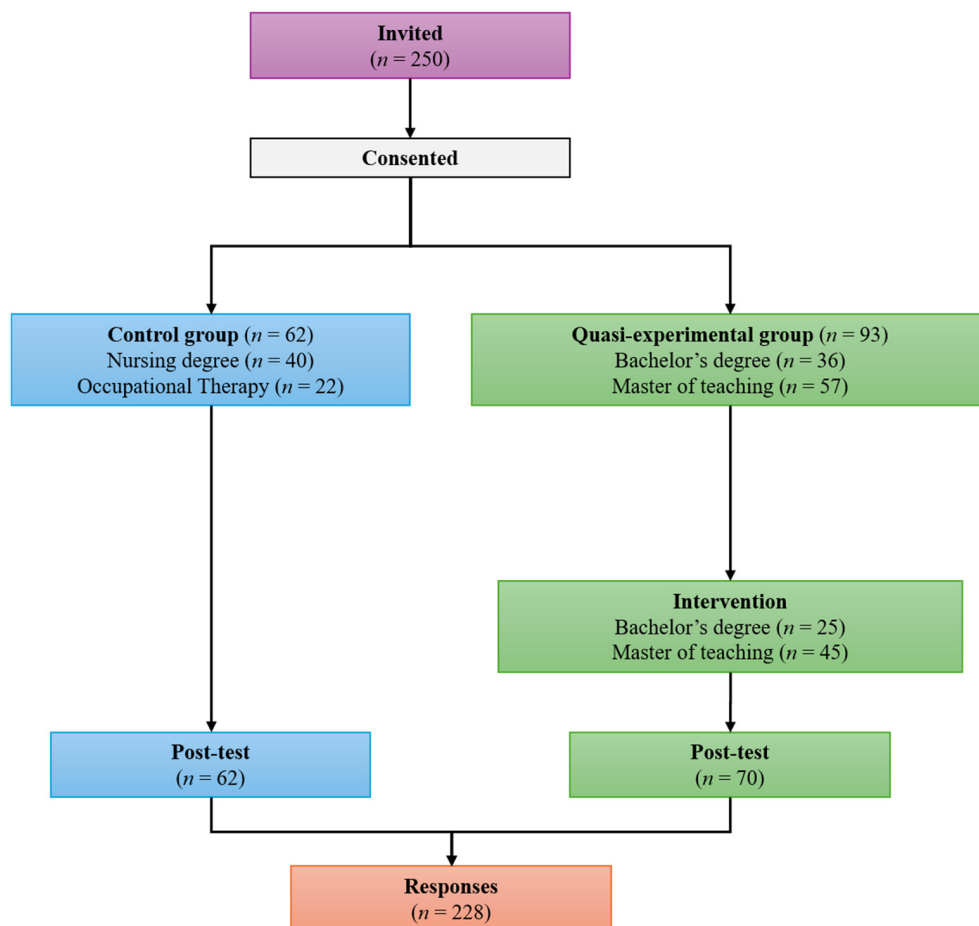 Invited
(n = 250)
Consented
Control group (n = 62)
Nursing degree (n = 40)
Occupational Therapy (n = 22)
Quasi-experimental group (n = 93)
Bachelor’s degree (n = 36)
Master of teaching (n = 57)
Intervention
Bachelor’s degree (n = 25)
Master of teaching (n = 45)
Post-test
(n = 62)
Post-test
(n = 70)
Responses
(n = 228)